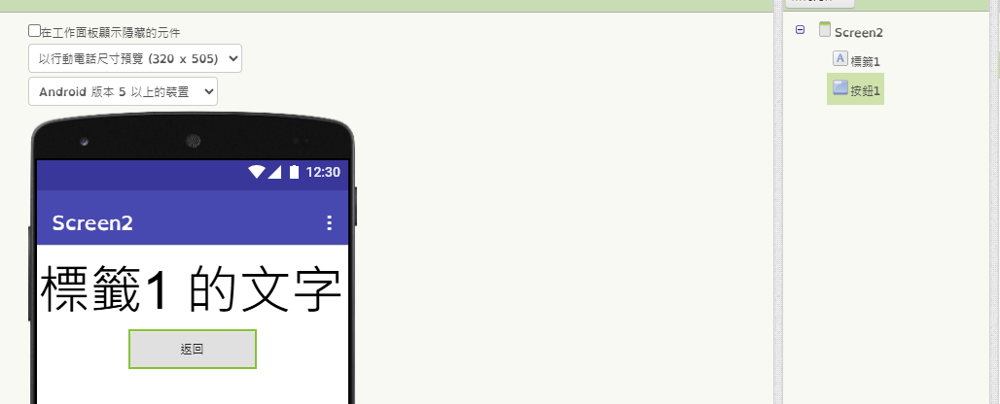 在工作面板顯示隱藏的元件
以行動電話尺寸預覽 (320 x 505)
Android 版本 5 以上的裝置
12:30
Screen2
標籤1 的文字
返回
Screen2
標籤1
按鈕1